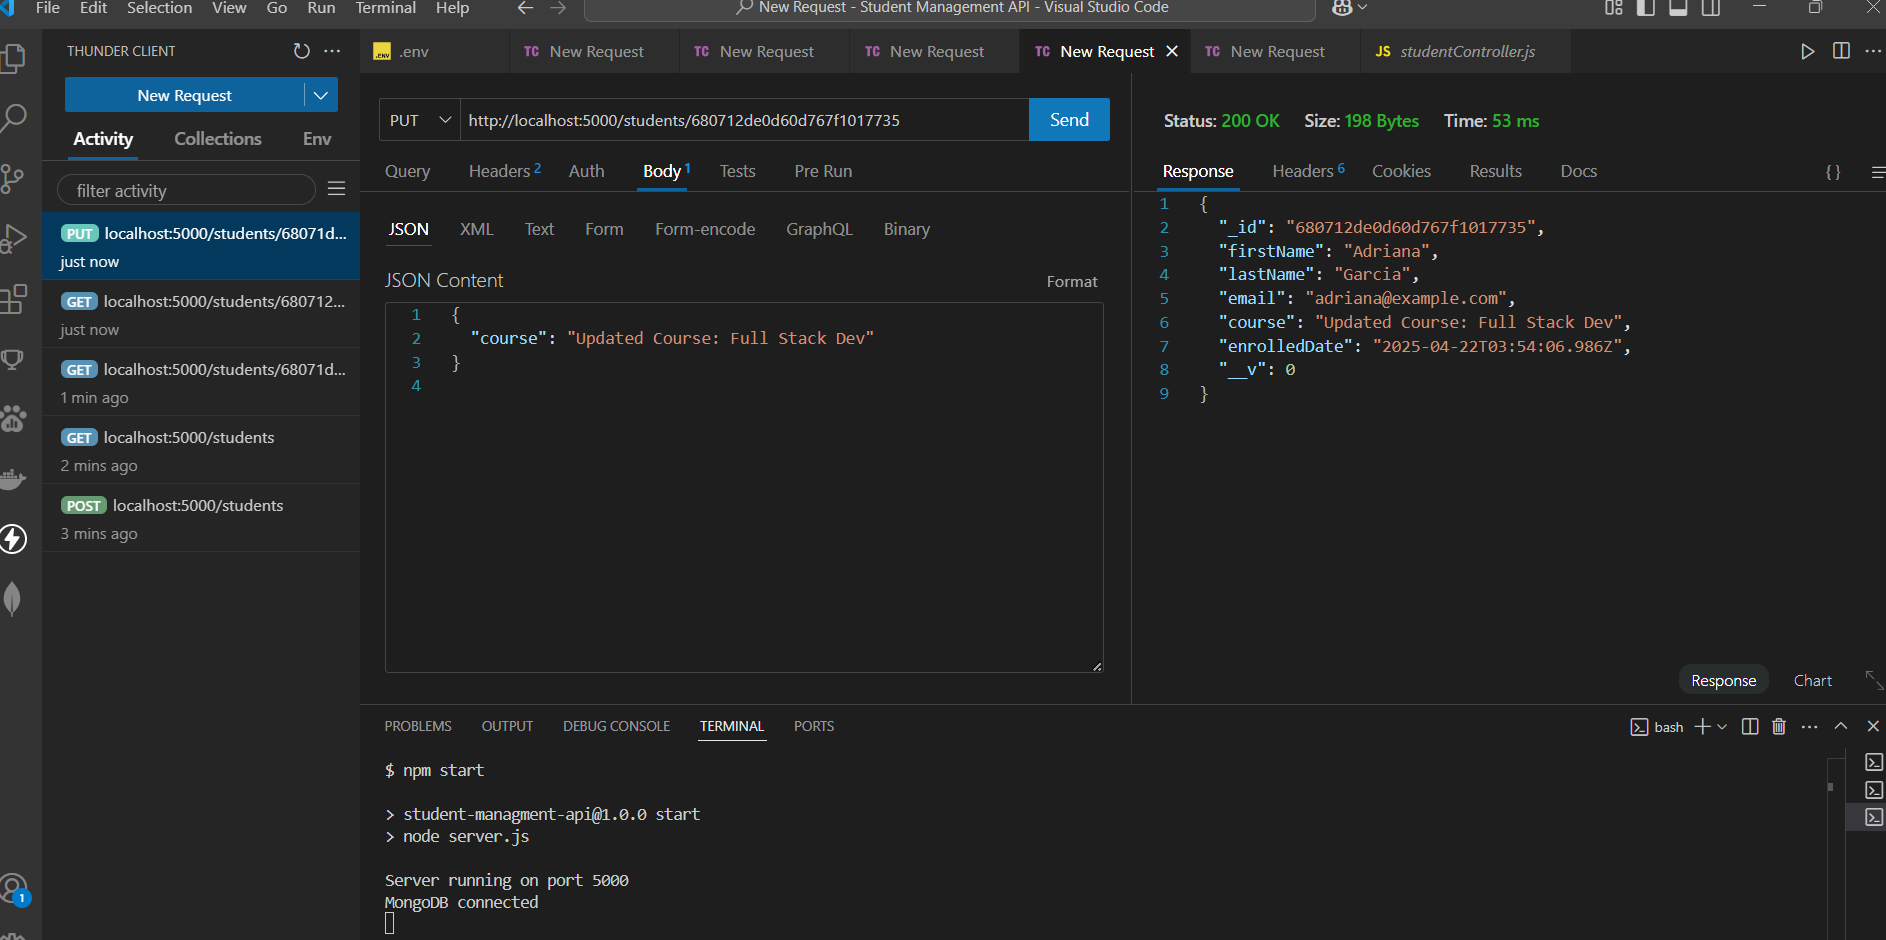 File Edit Selection View Go Run Terminal Help
New Request - Student Management API - Visual Studio Code
THUNDER CLIENT
New Request
Activity Collections Env
filter activity
PUT localhost:5000/students/68071d...
just now
GET localhost:5000/students/680712...
just now
GET localhost:5000/students/68071d...
1 min ago
GET localhost:5000/students
2 mins ago
POST localhost:5000/students
3 mins ago
.ENV .env
TC New Request
TC New Request
TC New Request
TC New Request
TC New Request
JS studentController.js
PUT http://localhost:5000/students/680712de0d60d767f1017735 Send
Query Headers 2 Auth Body 1 Tests Pre Run
JSON XML Text Form Form-encode GraphQL Binary
JSON Content Format
1 {
2 "course": "Updated Course: Full Stack Dev"
3 }
4
Status: 200 OK Size: 198 Bytes Time: 53 ms
Response Headers 6 Cookies Results Docs {}
1 {
2 "_id": "680712de0d60d767f1017735",
3 "firstName": "Adriana",
4 "lastName": "Garcia",
5 "email": "adriana@example.com",
6 "course": "Updated Course: Full Stack Dev",
7 "enrolledDate": "2025-04-22T03:54:06.986Z",
8 "__v": 0
9 }
Response Chart
PROBLEMS OUTPUT DEBUG CONSOLE TERMINAL PORTS
bash
$ npm start
> student-managment-api@1.0.0 start
> node server.js
Server running on port 5000
MongoDB connected
1